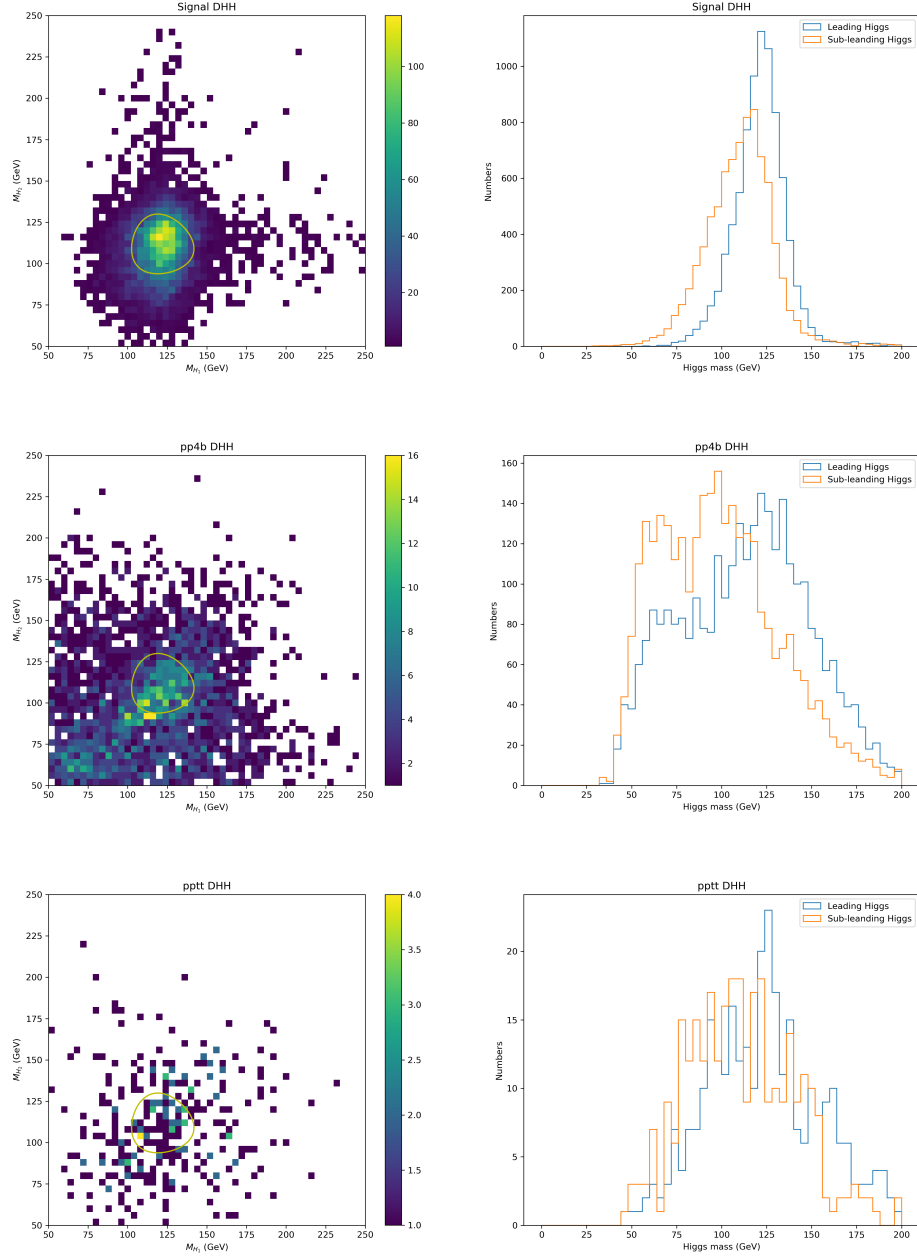 Signal DHH
250
225
200
175
150
125
100
75
50
50 75 100 125 150 175 200 225 250
M_{H_2} (GeV)
M_{H_1} (GeV)
100
80
60
40
20
Signal DHH
Leading Higgs
Sub-leanding Higgs
1000
800
600
400
200
0
0 25 50 75 100 125 150 175 200
Numbers
Higgs mass (GeV)
pp4b DHH
250
225
200
175
150
125
100
75
50
50 75 100 125 150 175 200 225 250
M_{H_2} (GeV)
M_{H_1} (GeV)
16
14
12
10
8
6
4
2
pp4b DHH
Leading Higgs
Sub-leanding Higgs
160
140
120
100
80
60
40
20
0
0 25 50 75 100 125 150 175 200
Numbers
Higgs mass (GeV)
pptt DHH
250
225
200
175
150
125
100
75
50
50 75 100 125 150 175 200 225 250
M_{H_2} (GeV)
M_{H_1} (GeV)
4.0
3.5
3.0
2.5
2.0
1.5
1.0
pptt DHH
Leading Higgs
Sub-leanding Higgs
20
15
10
5
0
0 25 50 75 100 125 150 175 200
Numbers
Higgs mass (GeV)